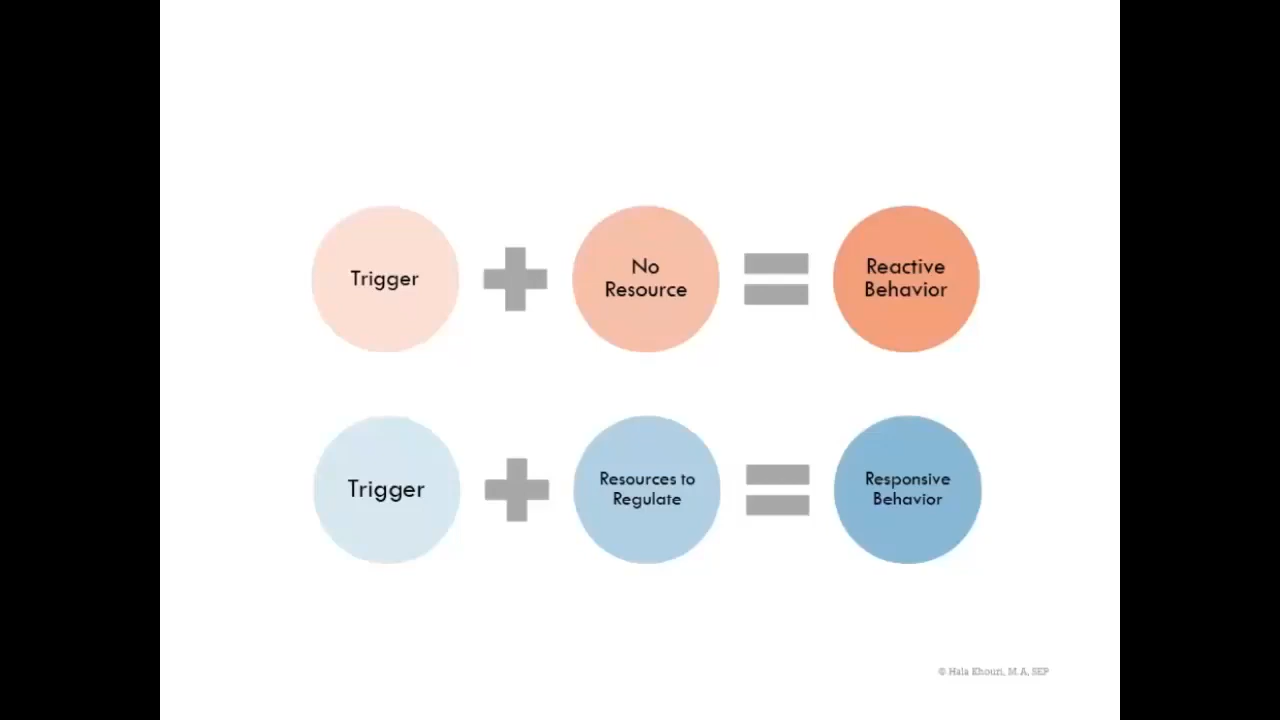 Trigger
No
Resource
Reactive
Behavior
Trigger
Resources to
Regulate
Responsive
Behavior
© Hala Khouri, M.A, SEP